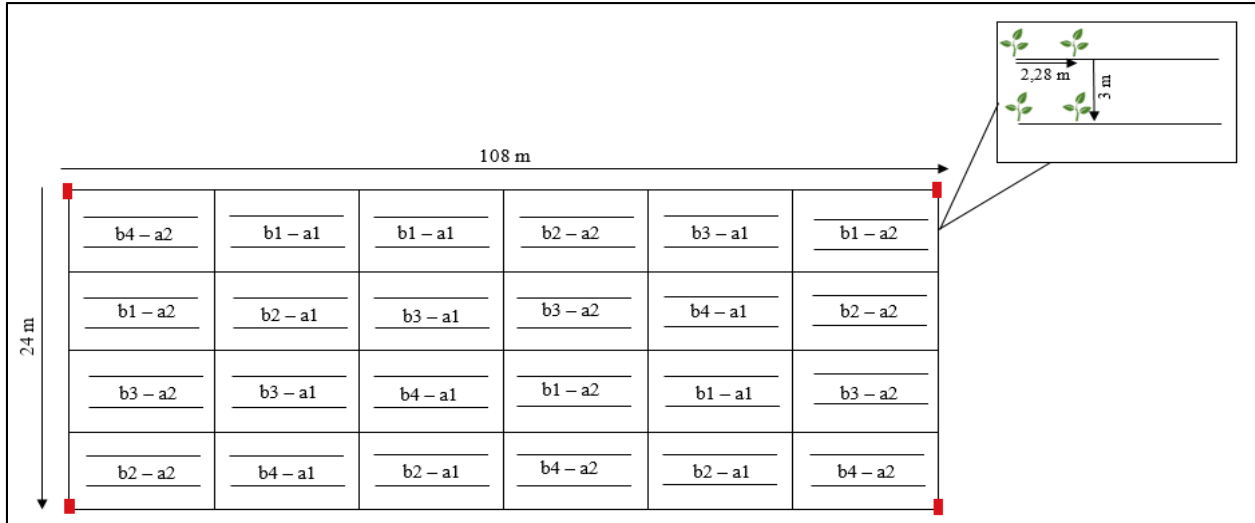 2,28 m
3 m
108 m
24 m
b4 – a2 b1 – a1 b1 – a1 b2 – a2 b3 – a1 b1 – a2
b1 – a2 b2 – a1 b3 – a1 b3 – a2 b4 – a1 b2 – a2
b3 – a2 b3 – a1 b4 – a1 b1 – a2 b1 – a1 b3 – a2
b2 – a2 b4 – a1 b2 – a1 b4 – a2 b2 – a1 b4 – a2